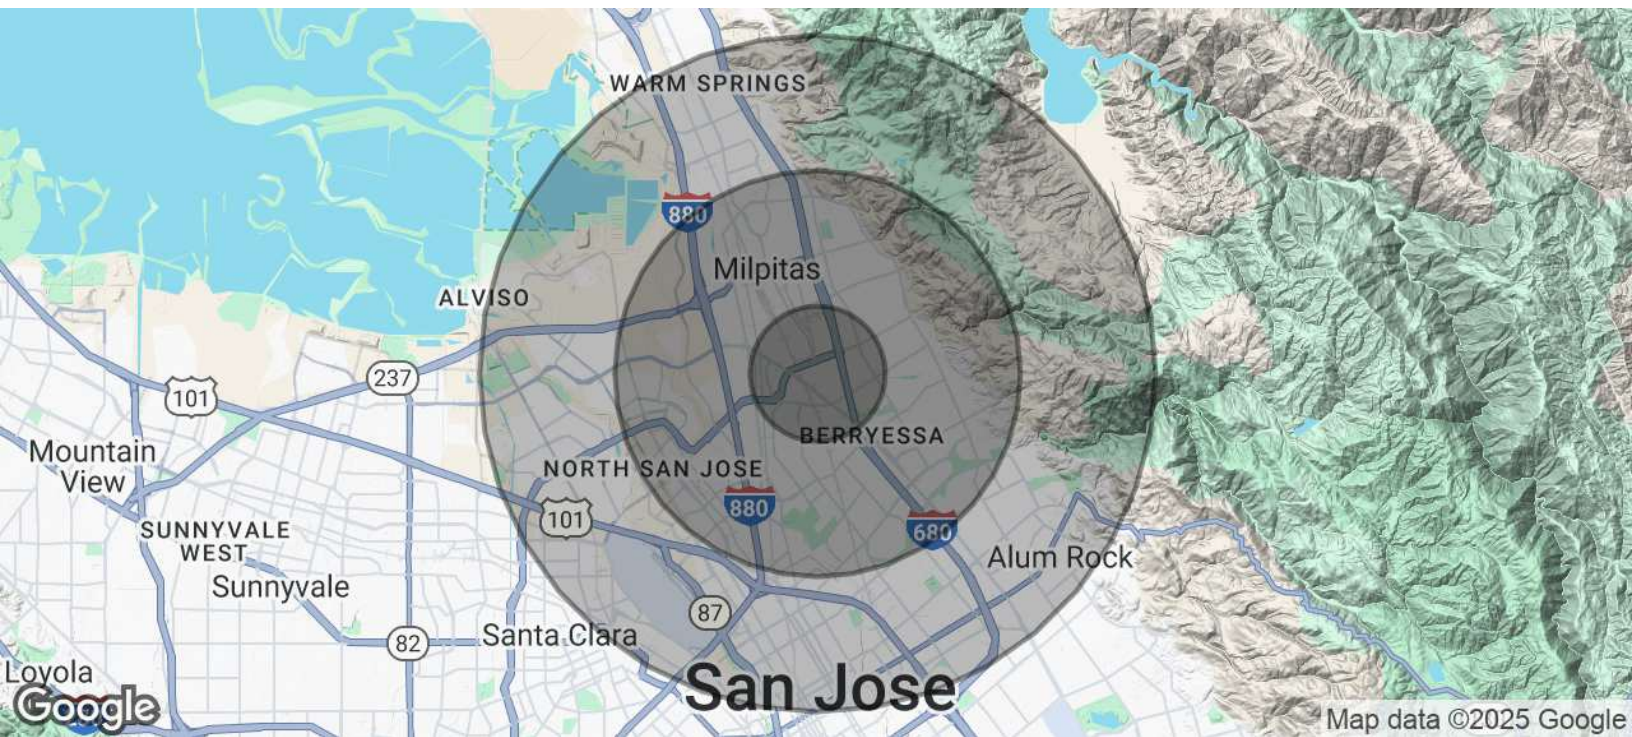 WARM SPRINGS
880
Milpitas
ALVISO
237
101
BERRYESSA
Mountain
View
NORTH SAN JOSE
880
101
680
SUNNYVALE
WEST
Alum Rock
Sunnyvale
87
82
Santa Clara
Loyola
San Jose
Google
Map data ©2025 Google